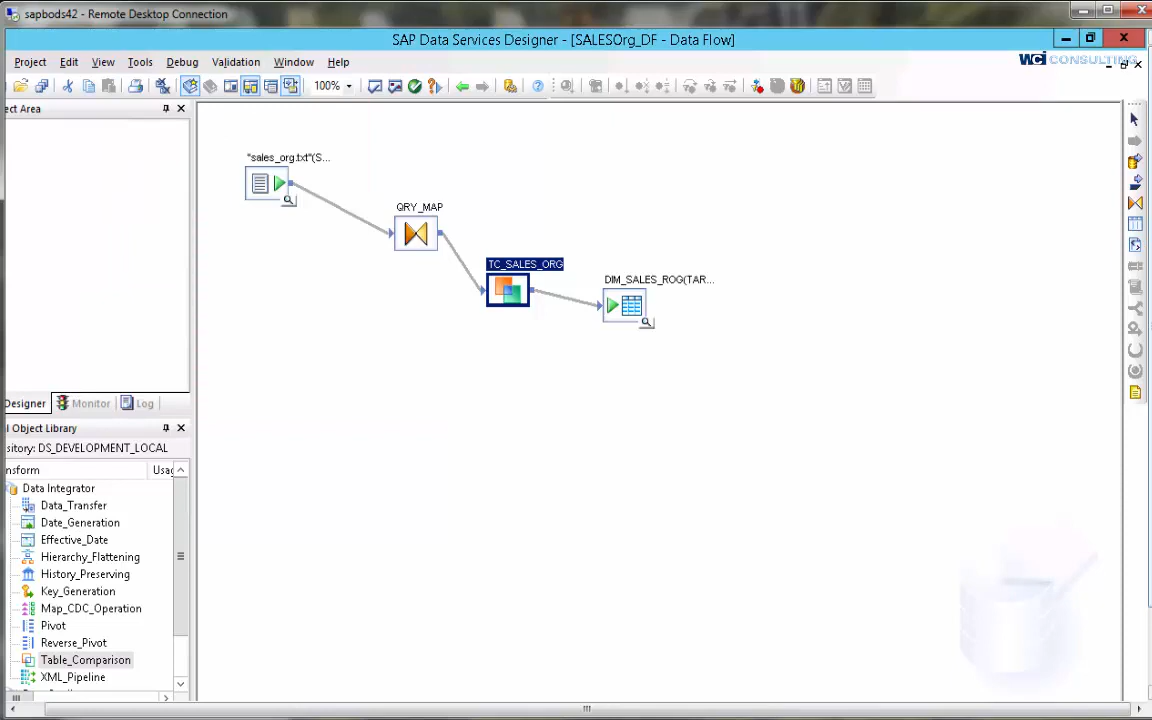 sapbods42 - Remote Desktop Connection
SAP Data Services Designer - [SALESOrg_DF - Data Flow]
Project Edit View Tools Debug Validation Window Help
WCI CONSULTING
100%
ect Area
"sales_org.txt"(S...
QRY_MAP
TC_SALES_ORG
DIM_SALES_ROG(TAR...
Designer Monitor Log
l Object Library
sitory: DS_DEVELOPMENT_LOCAL
nsform Usag
Data Integrator
Data_Transfer
Date_Generation
Effective_Date
Hierarchy_Flattening
History_Preserving
Key_Generation
Map_CDC_Operation
Pivot
Reverse_Pivot
Table_Comparison
XML_Pipeline